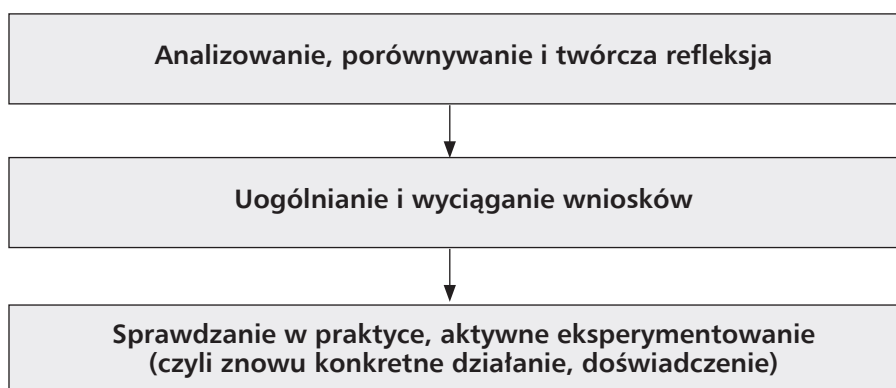 Analizowanie, porównywanie i twórcza refleksja
Uogólnianie i wyciąganie wniosków
Sprawdzanie w praktyce, aktywne eksperymentowanie
(czyli znowu konkretne działanie, doświadczenie)